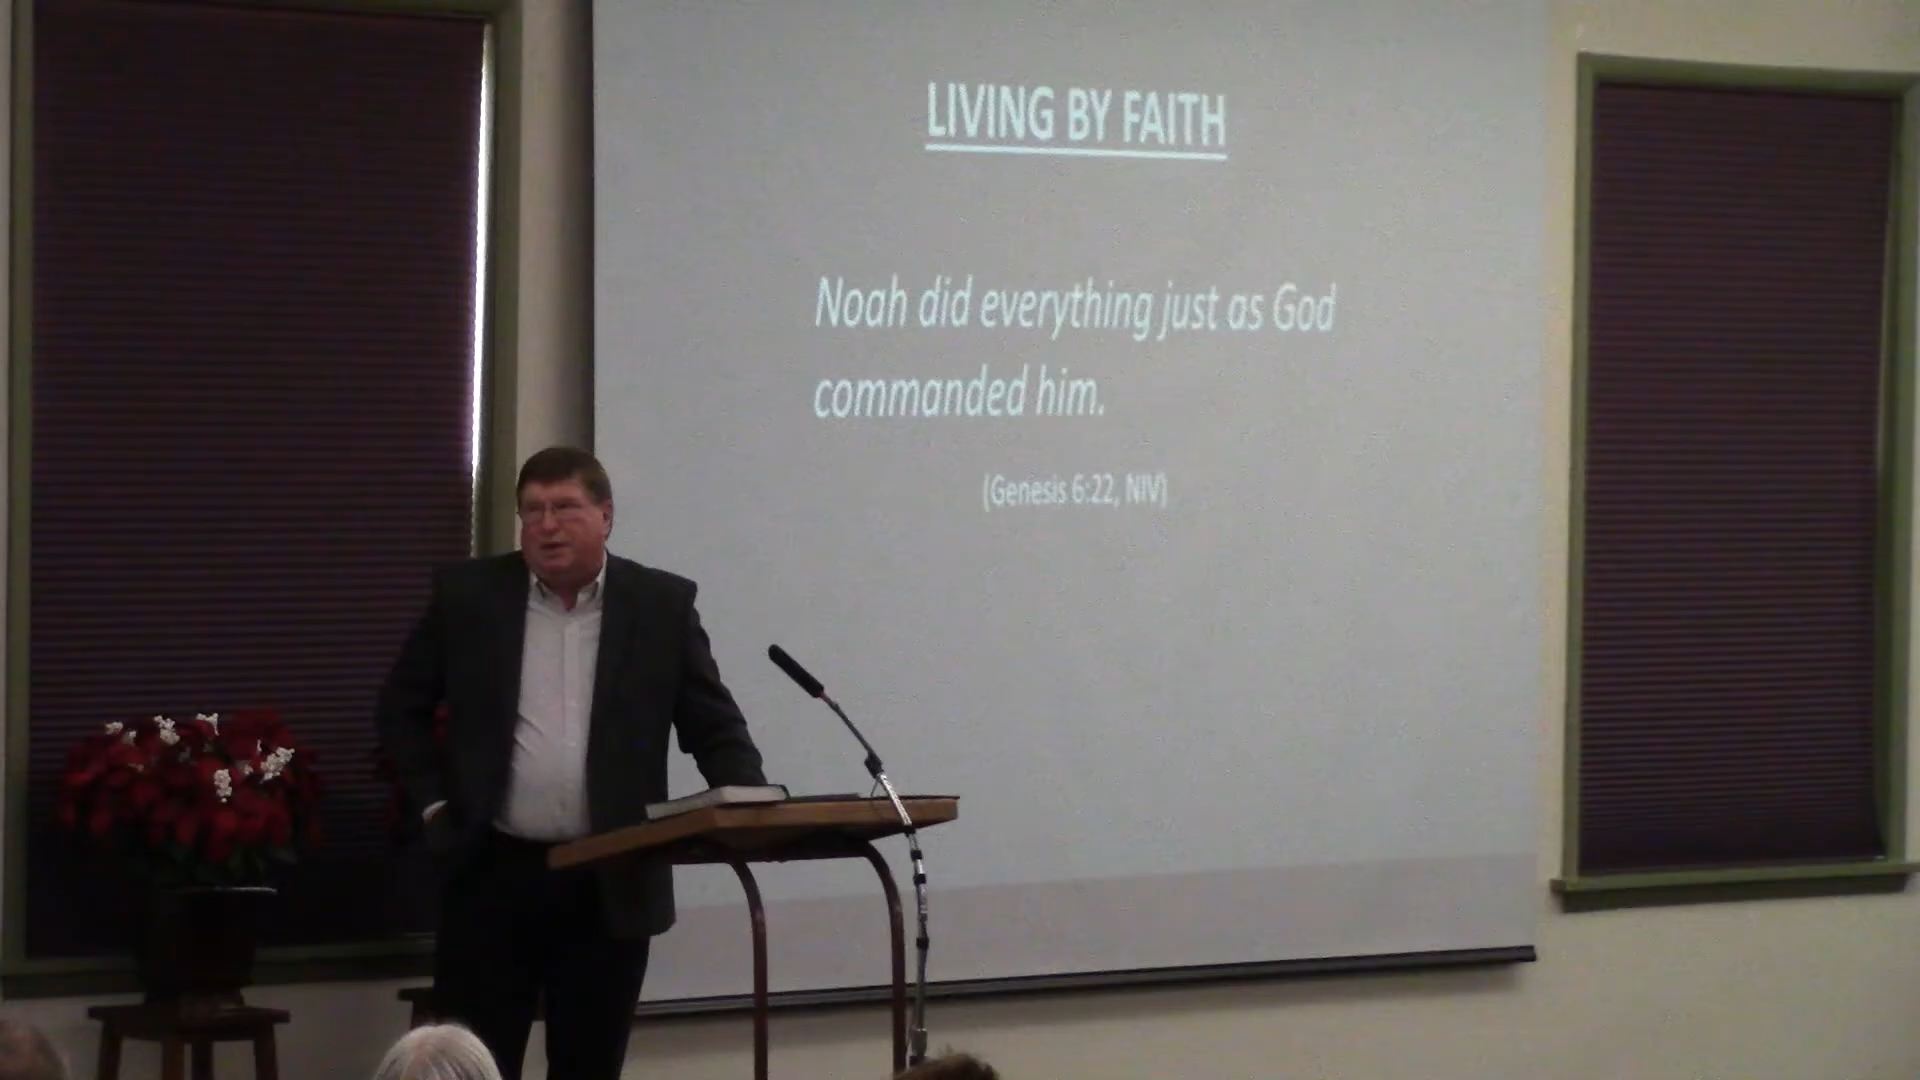 LIVING BY FAITH
Noah did everything just as God
commanded him.
(Genesis 6:22, NIV)